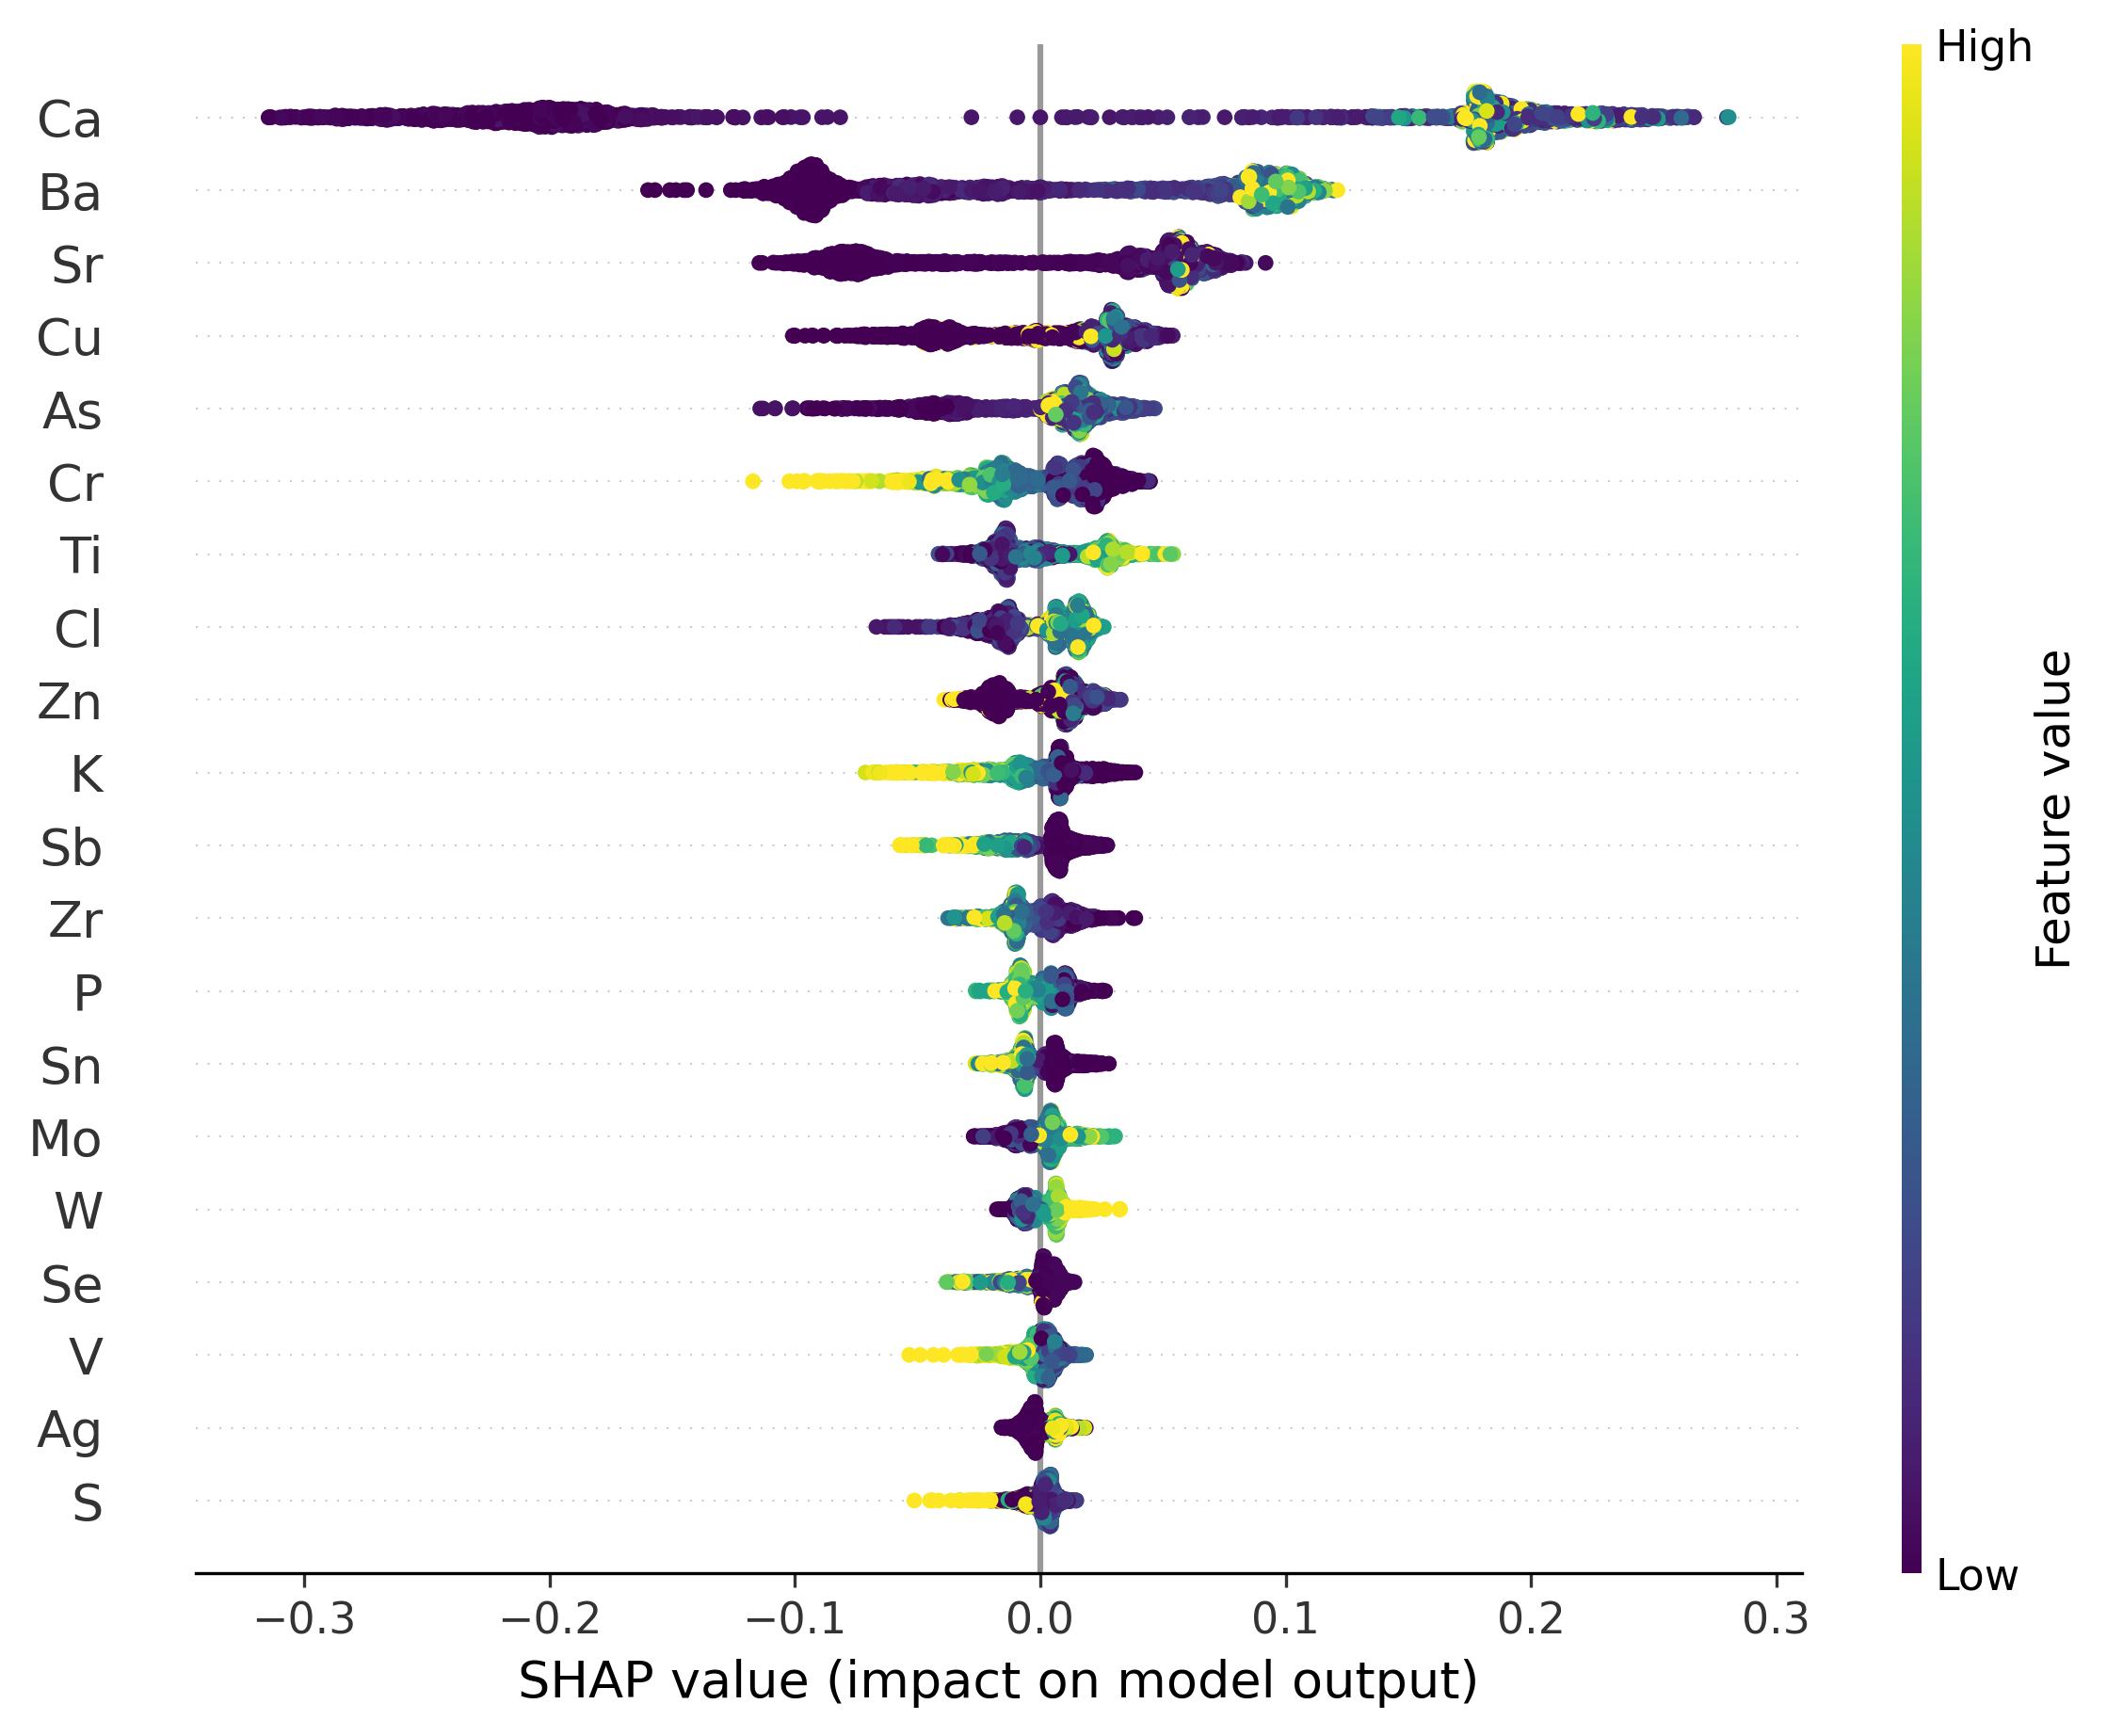 High
Ca
Ba
Sr
Cu
As
Cr
Ti
Cl
Zn
K
Sb
Zr
P
Sn
Mo
W
Se
V
Ag
S
Feature value
Low
−0.3 −0.2 −0.1 0.0 0.1 0.2 0.3
SHAP value (impact on model output)